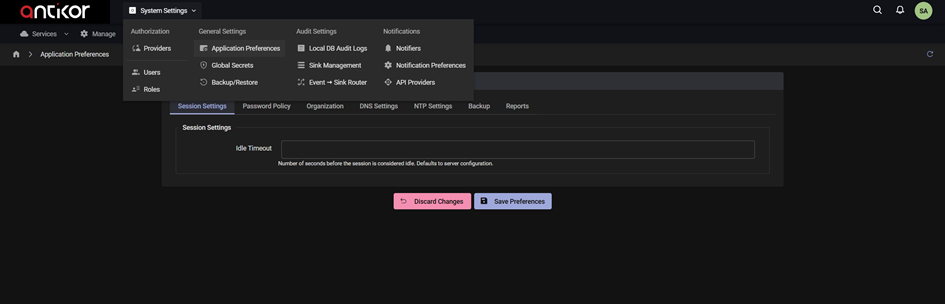 antikor
System Settings
SA
Services
Manage
Application Preferences
Authorization
Providers
Users
Roles
General Settings
Application Preferences
Global Secrets
Backup/Restore
Audit Settings
Local DB Audit Logs
Sink Management
Event → Sink Router
Notifications
Notifiers
Notification Preferences
API Providers
Session Settings
Password Policy
Organization
DNS Settings
NTP Settings
Backup
Reports
Session Settings
Idle Timeout
Number of seconds before the session is considered idle. Defaults to server configuration.
Discard Changes
Save Preferences